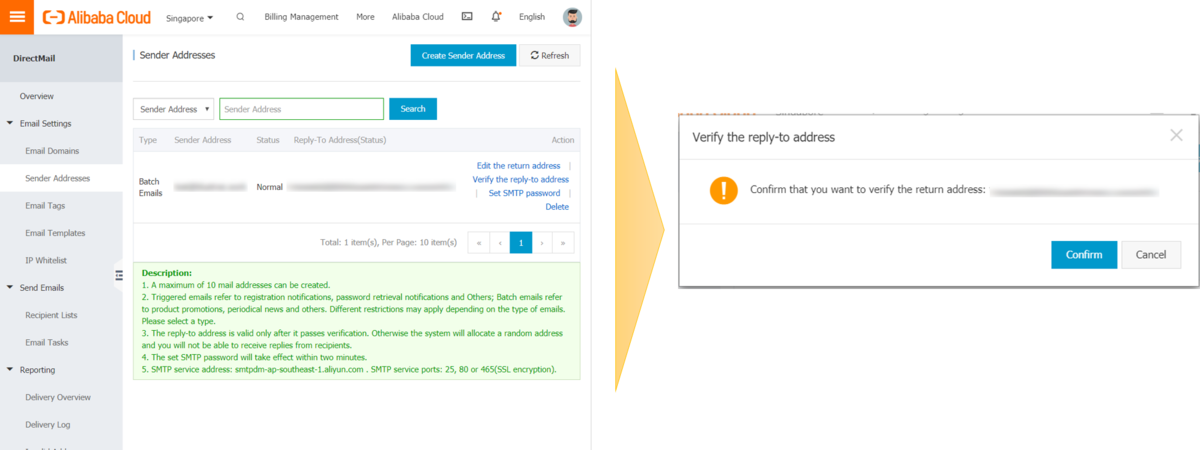 Alibaba Cloud
Singapore
Billing Management
More
Alibaba Cloud
English
DirectMail
Overview
Email Settings
Email Domains
Sender Addresses
Email Tags
Email Templates
IP Whitelist
Send Emails
Recipient Lists
Email Tasks
Reporting
Delivery Overview
Delivery Log
Sender Addresses
Create Sender Address
Refresh
Sender Address
Sender Address
Search
Type Sender Address Status Reply-To Address(Status) Action
Batch
Emails
Normal
Edit the return address |
Verify the reply-to address
| Set SMTP password |
Delete
Total: 1 item(s), Per Page: 10 item(s) « ‹ 1 › »
Description:
1. A maximum of 10 mail addresses can be created.
2. Triggered emails refer to registration notifications, password retrieval notifications and Others; Batch emails refer
to product promotions, periodical news and others. Different restrictions may apply depending on the type of emails.
Please select a type.
3. The reply-to address is valid only after it passes verification. Otherwise the system will allocate a random address
and you will not be able to receive replies from recipients.
4. The set SMTP password will take effect within two minutes.
5. SMTP service address: smtpdm-ap-southeast-1.aliyun.com . SMTP service ports: 25, 80 or 465(SSL encryption).
Verify the reply-to address
Confirm that you want to verify the return address:
Confirm
Cancel